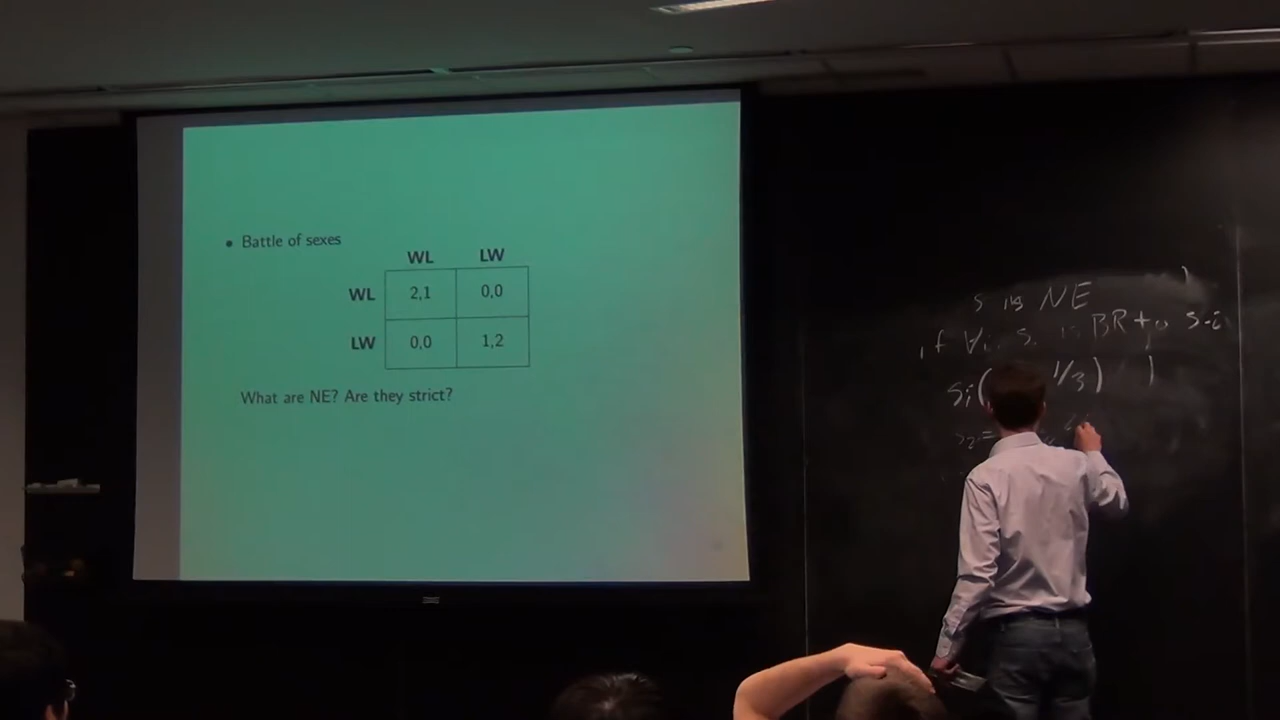 • Battle of sexes
WL LW
WL 2,1 0,0
LW 0,0 1,2
What are NE? Are they strict?
s is NE
if ∀i S is BR to s-i
Si( 1/3)
s2=